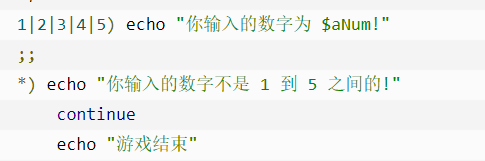 1|2|3|4|5) echo "你输入的数字为 $aNum!"
;;
*) echo "你输入的数字不是 1 到 5 之间的!"
    continue
    echo "游戏结束"